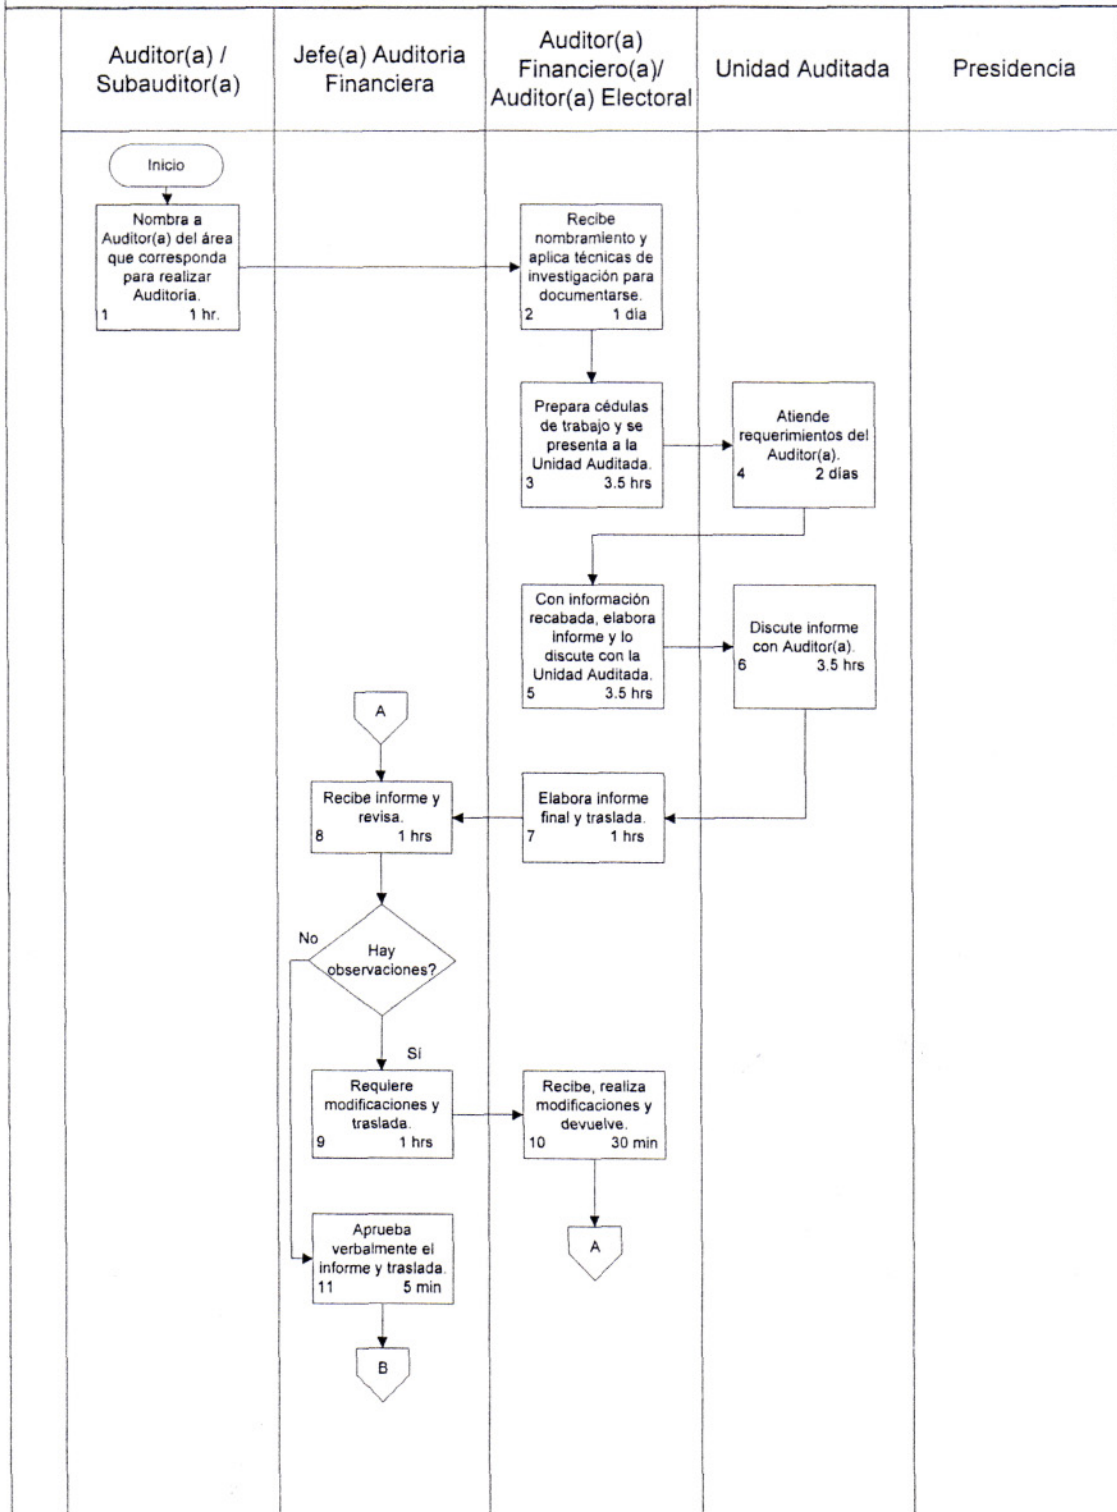 Auditor(a) /
Subauditor(a)
Jefe(a) Auditoria
Financiera
Auditor(a)
Financiero(a)/
Auditor(a) Electoral
Unidad Auditada
Presidencia
Inicio
Nombra a
Auditor(a) del área
que corresponda
para realizar
Auditoría.
1 1 hr.
Recibe
nombramiento y
aplica técnicas de
investigación para
documentarse.
2 1 día
Prepara cédulas
de trabajo y se
presenta a la
Unidad Auditada.
3 3.5 hrs
Atiende
requerimientos del
Auditor(a).
4 2 días
Con información
recabada, elabora
informe y lo
discute con la
Unidad Auditada.
5 3.5 hrs
Discute informe
con Auditor(a).
6 3.5 hrs
A
Elabora informe
final y traslada.
7 1 hrs
Recibe informe y
revisa.
8 1 hrs
Hay
observaciones?
No
Sí
Requiere
modificaciones y
traslada.
9 1 hrs
Recibe, realiza
modificaciones y
devuelve.
10 30 min
A
Aprueba
verbalmente el
informe y traslada.
11 5 min
B